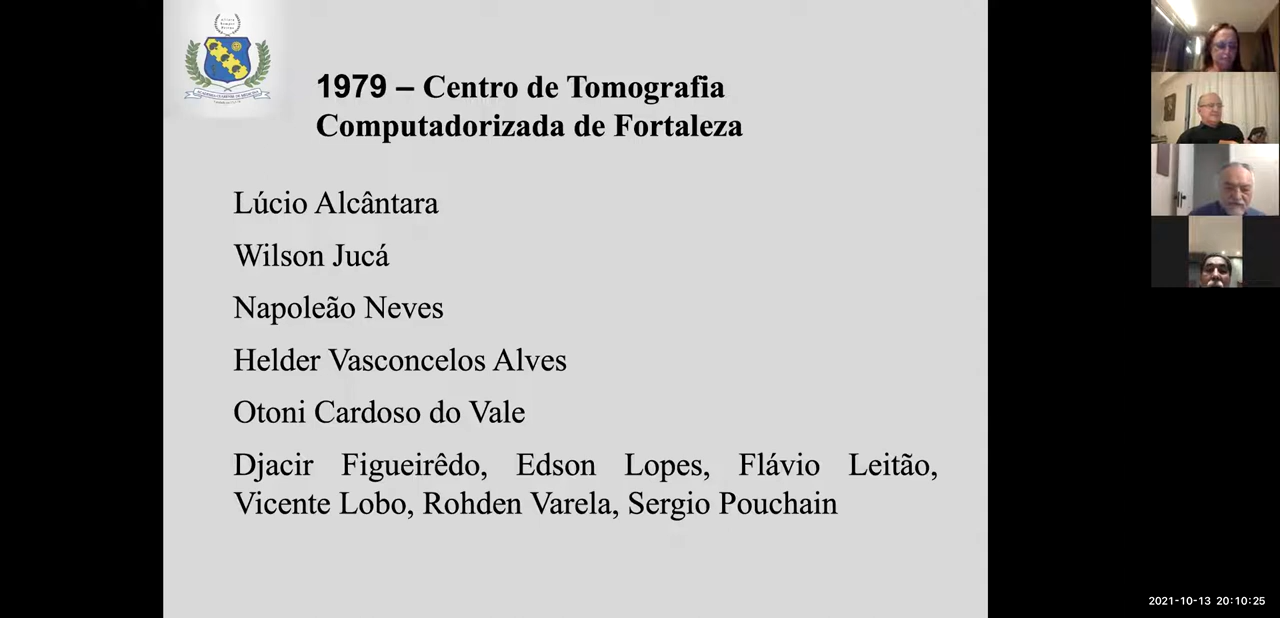 1979 – Centro de Tomografia
Computadorizada de Fortaleza
Lúcio Alcântara
Wilson Jucá
Napoleão Neves
Helder Vasconcelos Alves
Otoni Cardoso do Vale
Djacir Figueirêdo, Edson Lopes, Flávio Leitão,
Vicente Lobo, Rohden Varela, Sergio Pouchain
2021-10-13 20:10:25